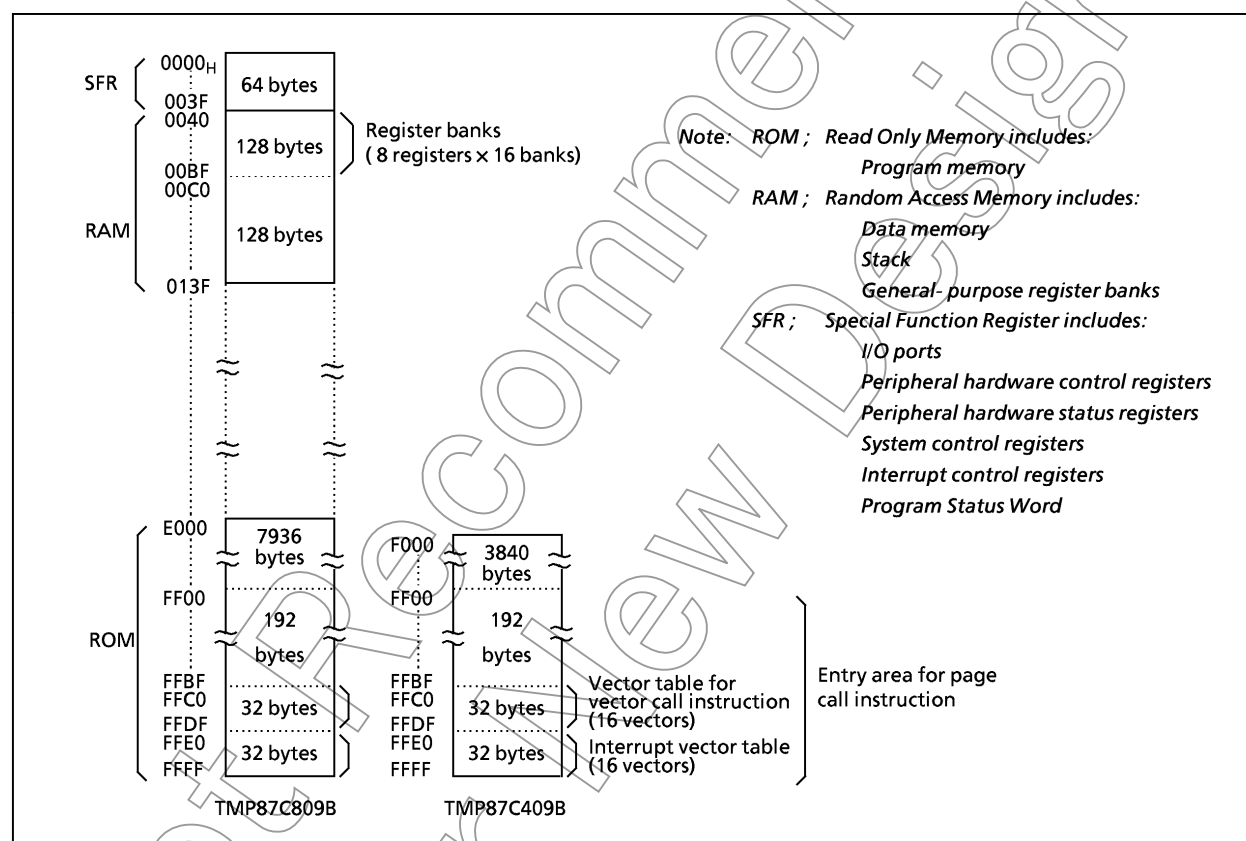 SFR
0000H
003F
64 bytes
RAM
0040
00BF
00C0
013F
128 bytes
128 bytes
Register banks
( 8 registers × 16 banks)
Note: ROM ; Read Only Memory includes:
Program memory
RAM ; Random Access Memory includes:
Data memory
Stack
General- purpose register banks
SFR ; Special Function Register includes:
I/O ports
Peripheral hardware control registers
Peripheral hardware status registers
System control registers
Interrupt control registers
Program Status Word
ROM
E000
FF00
FFBF
FFC0
FFDF
FFE0
FFFF
7936
bytes
192
bytes
32 bytes
32 bytes
TMP87C809B
F000
FF00
FFBF
FFC0
FFDF
FFE0
FFFF
3840
bytes
192
bytes
32 bytes
32 bytes
TMP87C409B
Vector table for
vector call instruction
(16 vectors)
Interrupt vector table
(16 vectors)
Entry area for page
call instruction